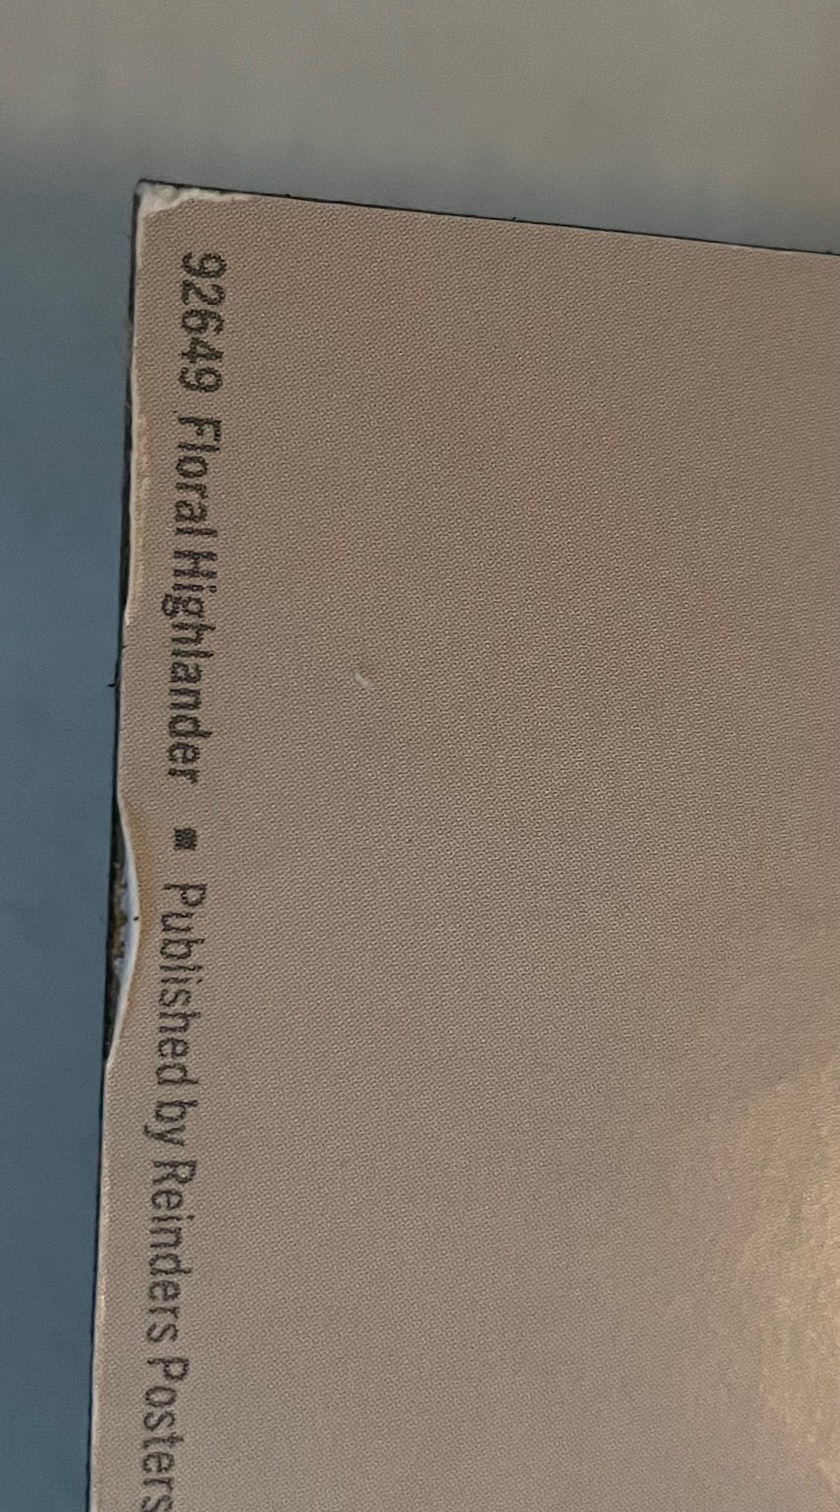 92649 Floral Highlander ▪ Published by Reinders Posters